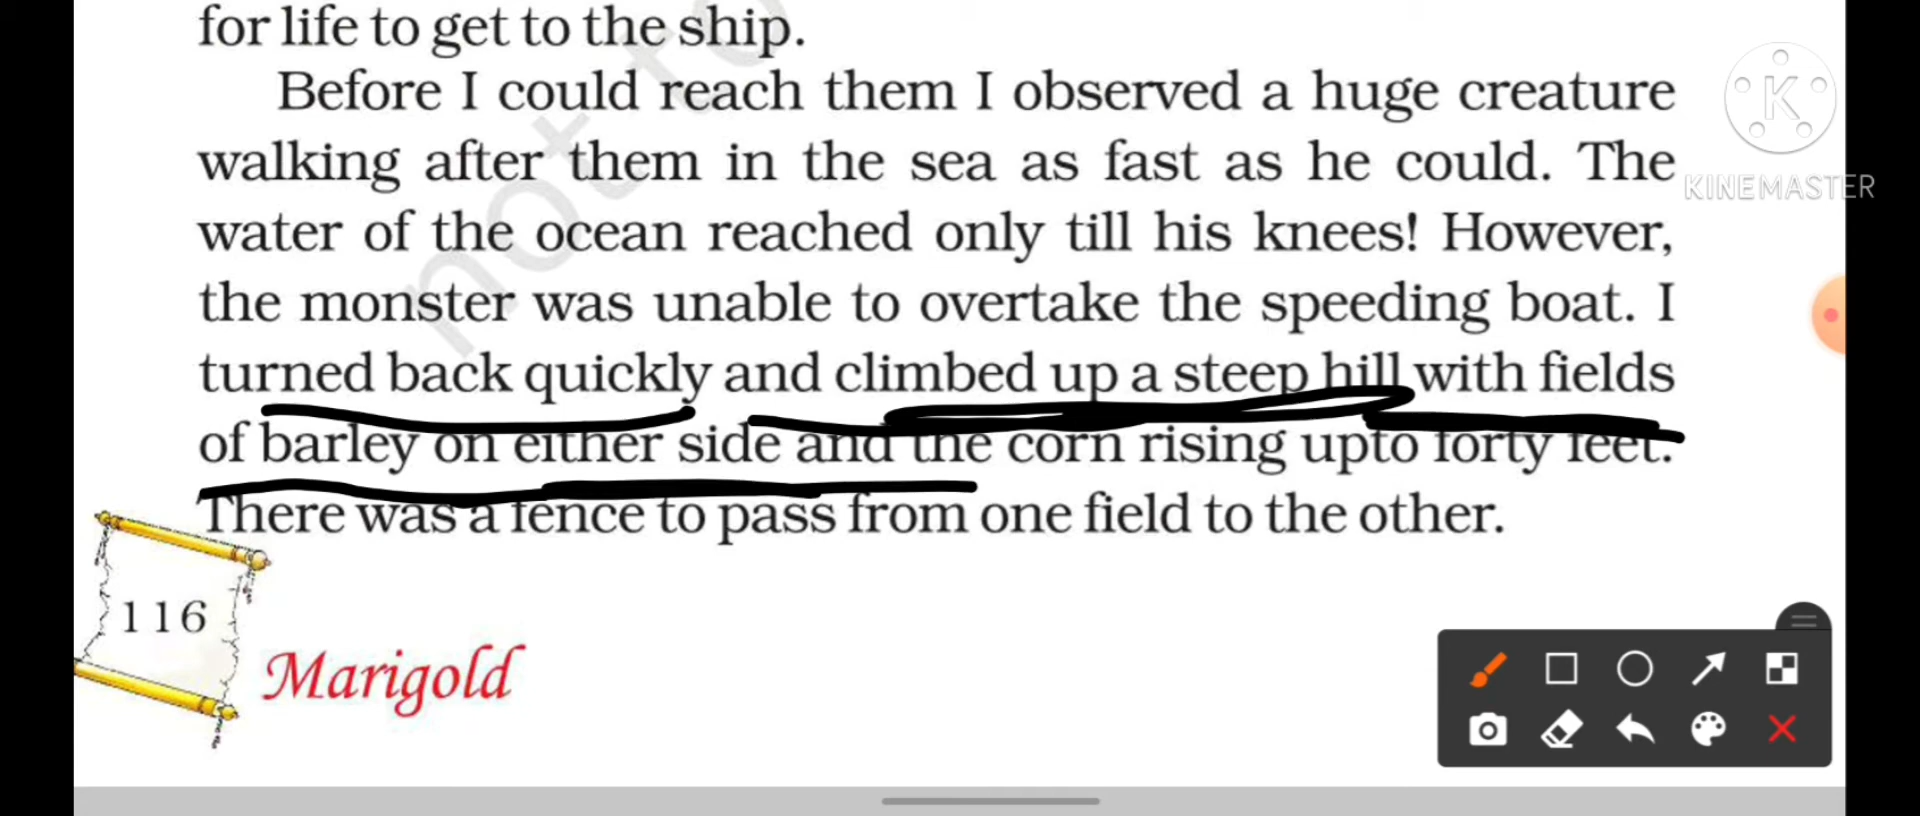 for life to get to the ship.
Before I could reach them I observed a huge creature
walking after them in the sea as fast as he could. The
water of the ocean reached only till his knees! However,
the monster was unable to overtake the speeding boat. I
turned back quickly and climbed up a steep hill with fields
of barley on either side and the corn rising upto forty feet.
There was a fence to pass from one field to the other.
116
Marigold
not to
K
KINEMASTER